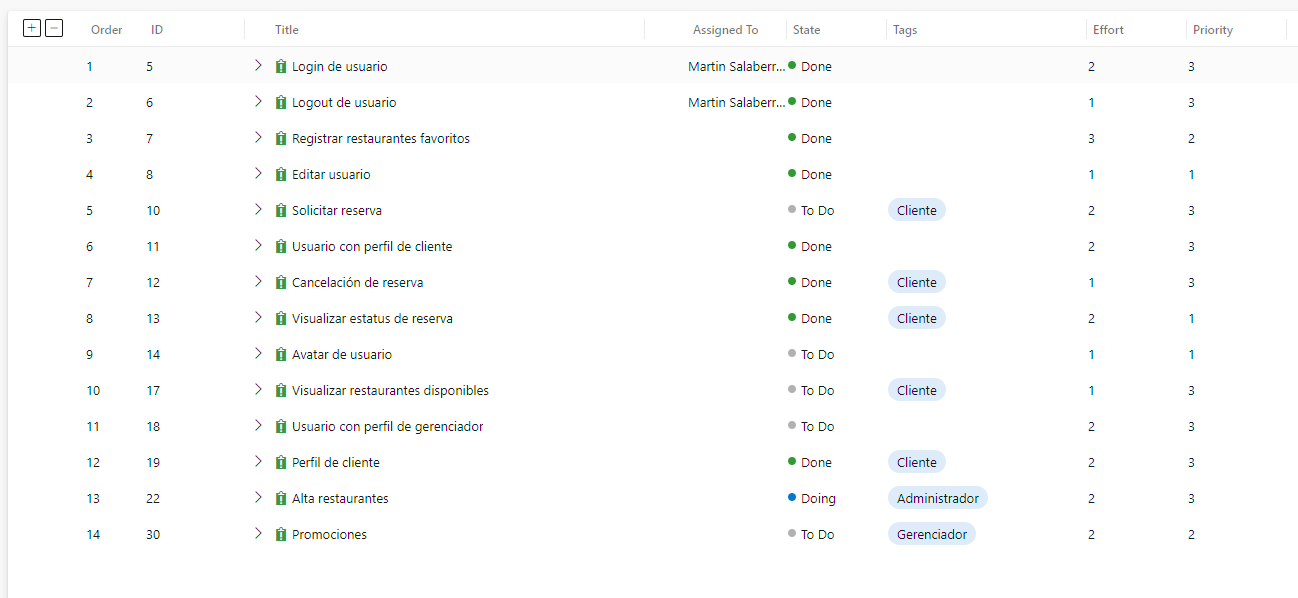 Order ID Title Assigned To State Tags Effort Priority
1 5 Login de usuario Martin Salaberr... Done 2 3
2 6 Logout de usuario Martin Salaberr... Done 1 3
3 7 Registrar restaurantes favoritos Done 3 2
4 8 Editar usuario Done 1 1
5 10 Solicitar reserva To Do Cliente 2 3
6 11 Usuario con perfil de cliente Done 2 3
7 12 Cancelación de reserva Done Cliente 1 3
8 13 Visualizar estatus de reserva Done Cliente 2 1
9 14 Avatar de usuario To Do 1 1
10 17 Visualizar restaurantes disponibles To Do Cliente 1 3
11 18 Usuario con perfil de gerenciador To Do 2 3
12 19 Perfil de cliente Done Cliente 2 3
13 22 Alta restaurantes Doing Administrador 2 3
14 30 Promociones To Do Gerenciador 2 2